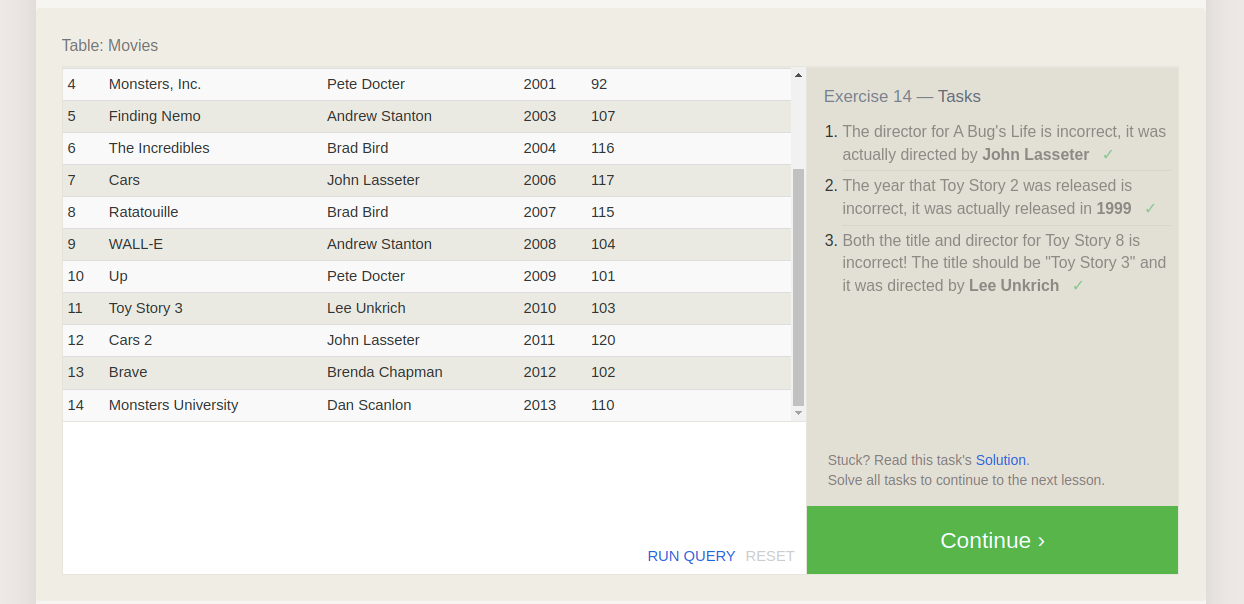 Table: Movies
4 Monsters, Inc. Pete Docter 2001 92
5 Finding Nemo Andrew Stanton 2003 107
6 The Incredibles Brad Bird 2004 116
7 Cars John Lasseter 2006 117
8 Ratatouille Brad Bird 2007 115
9 WALL-E Andrew Stanton 2008 104
10 Up Pete Docter 2009 101
11 Toy Story 3 Lee Unkrich 2010 103
12 Cars 2 John Lasseter 2011 120
13 Brave Brenda Chapman 2012 102
14 Monsters University Dan Scanlon 2013 110
RUN QUERY RESET
Exercise 14 — Tasks
1. The director for A Bug's Life is incorrect, it was
actually directed by John Lasseter ✓
2. The year that Toy Story 2 was released is
incorrect, it was actually released in 1999 ✓
3. Both the title and director for Toy Story 8 is
incorrect! The title should be "Toy Story 3" and
it was directed by Lee Unkrich ✓
Stuck? Read this task's Solution.
Solve all tasks to continue to the next lesson.
Continue ›